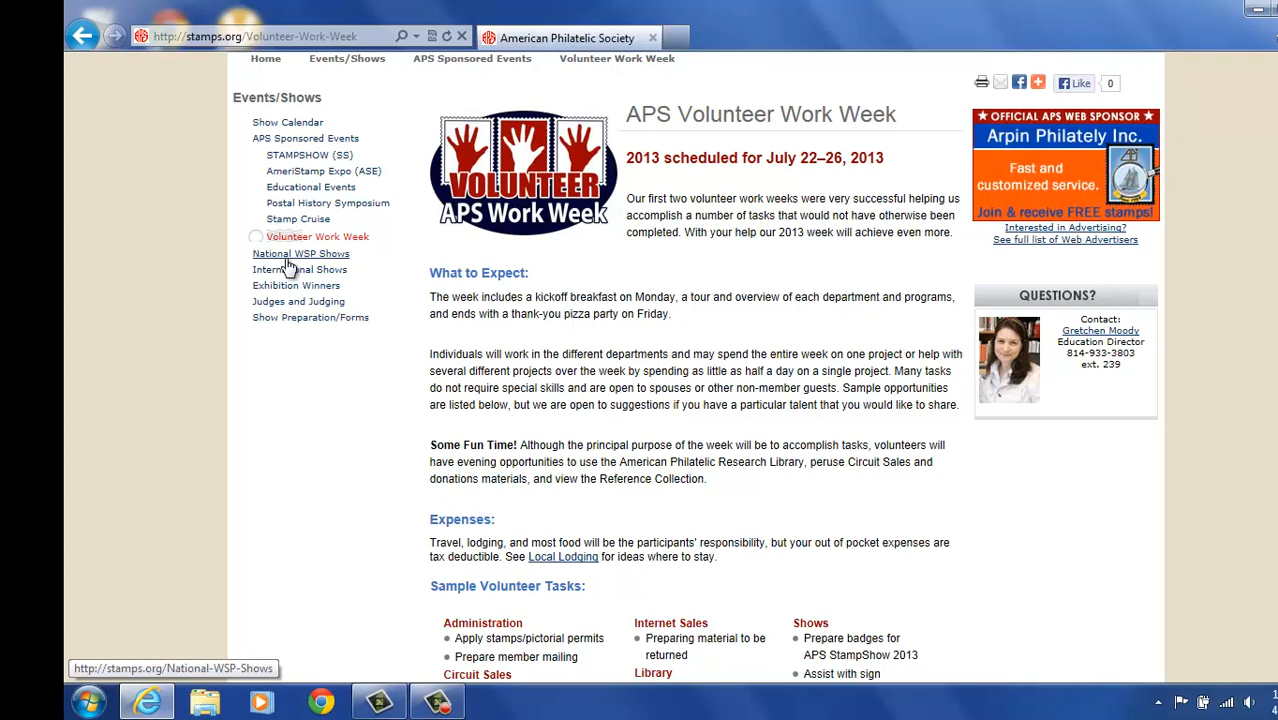 http://stamps.org/Volunteer-Work-Week
American Philatelic Society
Home Events/Shows APS Sponsored Events Volunteer Work Week
Events/Shows
Show Calendar
APS Sponsored Events
STAMPSHOW (SS)
AmeriStamp Expo (ASE)
Educational Events
Postal History Symposium
Stamp Cruise
Volunteer Work Week
National WSP Shows
International Shows
Exhibition Winners
Judges and Judging
Show Preparation/Forms
VOLUNTEER
APS Work Week
APS Volunteer Work Week
2013 scheduled for July 22–26, 2013
Our first two volunteer work weeks were very successful helping us
accomplish a number of tasks that would not have otherwise been
completed. With your help our 2013 week will achieve even more.
What to Expect:
The week includes a kickoff breakfast on Monday, a tour and overview of each department and programs,
and ends with a thank-you pizza party on Friday.
Individuals will work in the different departments and may spend the entire week on one project or help with
several different projects over the week by spending as little as half a day on a single project. Many tasks
do not require special skills and are open to spouses or other non-member guests. Sample opportunities
are listed below, but we are open to suggestions if you have a particular talent that you would like to share.
Some Fun Time! Although the principal purpose of the week will be to accomplish tasks, volunteers will
have evening opportunities to use the American Philatelic Research Library, peruse Circuit Sales and
donations materials, and view the Reference Collection.
Expenses:
Travel, lodging, and most food will be the participants' responsibility, but your out of pocket expenses are
tax deductible. See Local Lodging for ideas where to stay.
Sample Volunteer Tasks:
Administration
Apply stamps/pictorial permits
Prepare member mailing
Circuit Sales
Internet Sales
Preparing material to be
returned
Library
Shows
Prepare badges for
APS StampShow 2013
Assist with sign
Like 0
OFFICIAL APS WEB SPONSOR
Arpin Philately Inc.
Fast and
customized service.
Join & receive FREE stamps!
Interested in Advertising?
See full list of Web Advertisers
QUESTIONS?
Contact:
Gretchen Moody
Education Director
814-933-3803
ext. 239
http://stamps.org/National-WSP-Shows